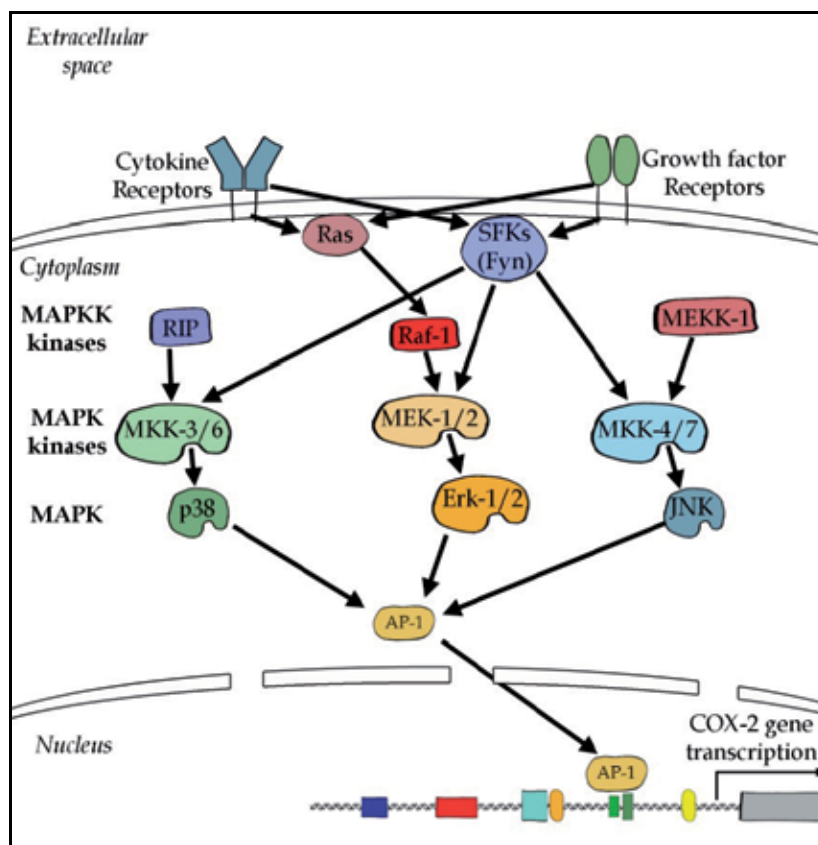 Extracellular
space
Cytokine
Receptors
Growth factor
Receptors
Ras
SFKs
(Fyn)
Cytoplasm
MAPKK
kinases
RIP
Raf-1
MEKK-1
MAPK
kinases
MKK-3/6
MEK-1/2
MKK-4/7
MAPK
p38
Erk-1/2
JNK
AP-1
Nucleus
COX-2 gene
transcription
AP-1